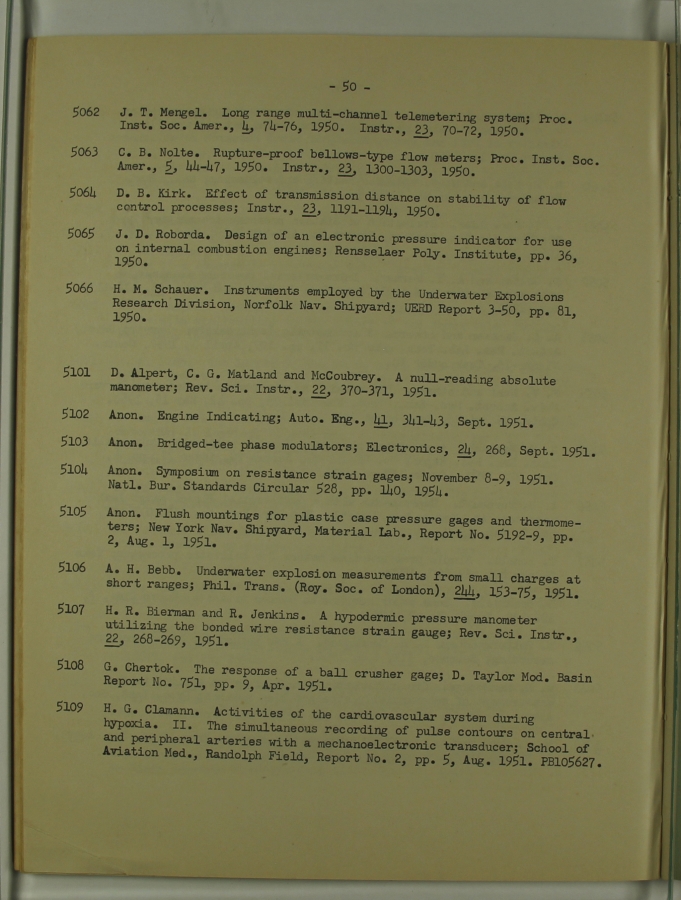 - 50 -
5062 J. T. Mengel. Long range multi-channel telemetering system; Proc.
Inst. Soc. Amer., 4, 74-76, 1950. Instr., 23, 70-72, 1950.
5063 C. B. Nolte. Rupture-proof bellows-type flow meters; Proc. Inst. Soc.
Amer., 5, 44-47, 1950. Instr., 23, 1300-1303, 1950.
5064 D. B. Kirk. Effect of transmission distance on stability of flow
control processes; Instr., 23, 1191-1194, 1950.
5065 J. D. Roborda. Design of an electronic pressure indicator for use
on internal combustion engines; Rensselaer Poly. Institute, pp. 36,
1950.
5066 H. M. Schauer. Instruments employed by the Underwater Explosions
Research Division, Norfolk Nav. Shipyard; UERD Report 3-50, pp. 81,
1950.
5101 D. Alpert, C. G. Matland and McCoubrey. A null-reading absolute
manometer; Rev. Sci. Instr., 22, 370-371, 1951.
5102 Anon. Engine Indicating; Auto. Eng., 41, 341-43, Sept. 1951.
5103 Anon. Bridged-tee phase modulators; Electronics, 24, 268, Sept. 1951.
5104 Anon. Symposium on resistance strain gages; November 8-9, 1951.
Natl. Bur. Standards Circular 528, pp. 140, 1954.
5105 Anon. Flush mountings for plastic case pressure gages and thermome-
ters; New York Nav. Shipyard, Material Lab., Report No. 5192-9, pp.
2, Aug. 1, 1951.
5106 A. H. Bebb. Underwater explosion measurements from small charges at
short ranges; Phil. Trans. (Roy. Soc. of London), 244, 153-75, 1951.
5107 H. R. Bierman and R. Jenkins. A hypodermic pressure manometer
utilizing the bonded wire resistance strain gauge; Rev. Sci. Instr.,
22, 268-269, 1951.
5108 G. Chertok. The response of a ball crusher gage; D. Taylor Mod. Basin
Report No. 751, pp. 9, Apr. 1951.
5109 H. G. Clamann. Activities of the cardiovascular system during
hypoxia. II. The simultaneous recording of pulse contours on central
and peripheral arteries with a mechanoelectronic transducer; School of
Aviation Med., Randolph Field, Report No. 2, pp. 5, Aug. 1951. PB105627.